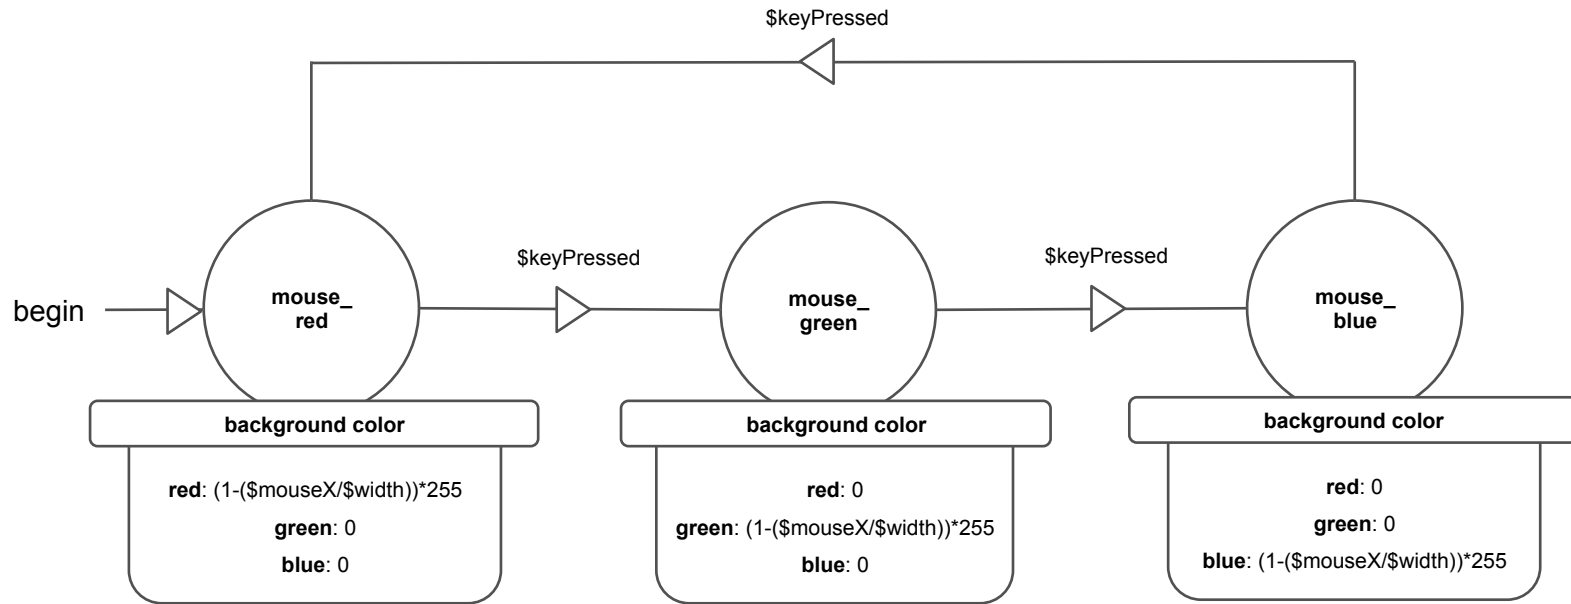 $keyPressed
$keyPressed
$keyPressed
begin
mouse_
red
mouse_
green
mouse_
blue
background color
red: (1-($mouseX/$width))*255
green: 0
blue: 0
background color
red: 0
green: (1-($mouseX/$width))*255
blue: 0
background color
red: 0
green: 0
blue: (1-($mouseX/$width))*255